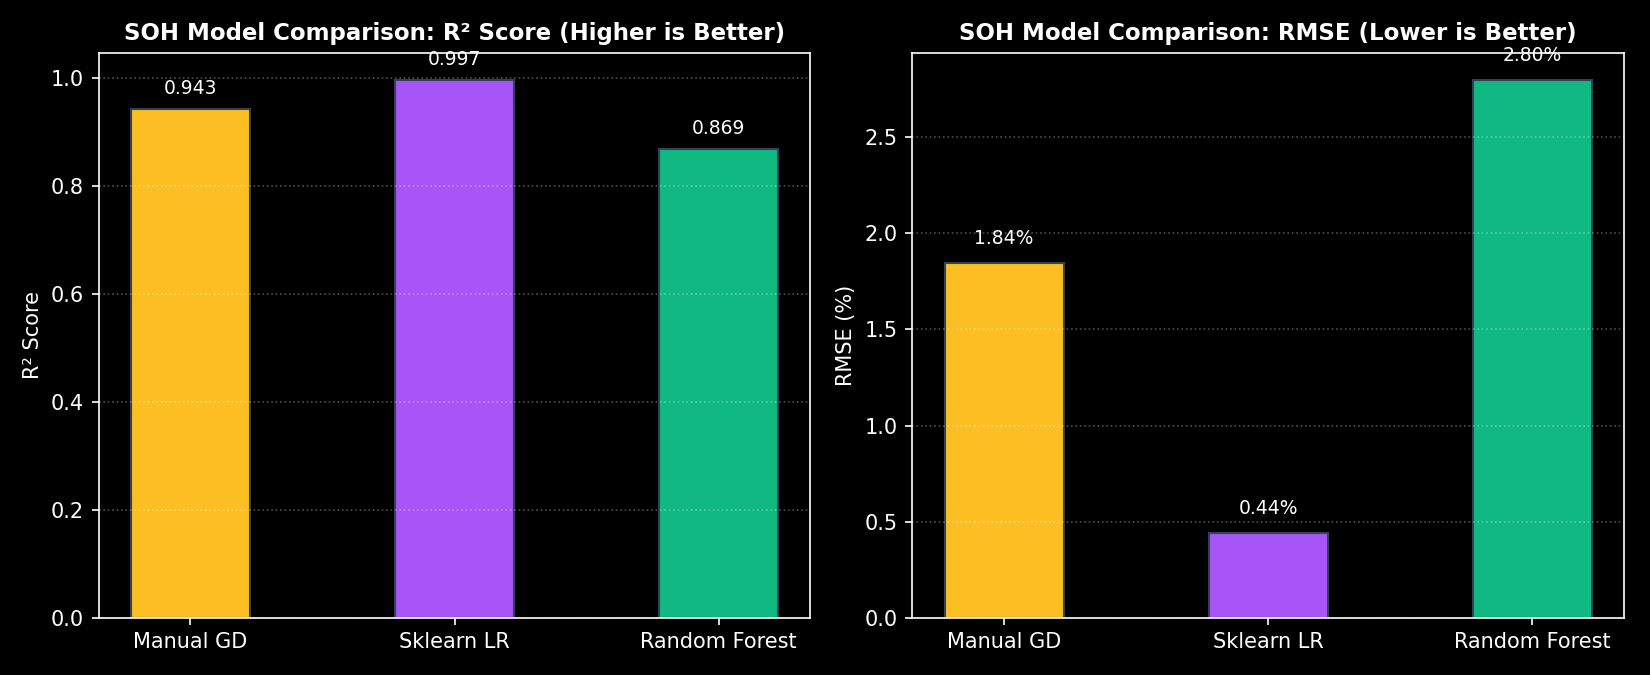 SOH Model Comparison: R² Score (Higher is Better)
R² Score
1.0
0.8
0.6
0.4
0.2
0.0
0.943
0.997
0.869
Manual GD
Sklearn LR
Random Forest
SOH Model Comparison: RMSE (Lower is Better)
RMSE (%)
2.5
2.0
1.5
1.0
0.5
0.0
1.84%
0.44%
2.80%
Manual GD
Sklearn LR
Random Forest